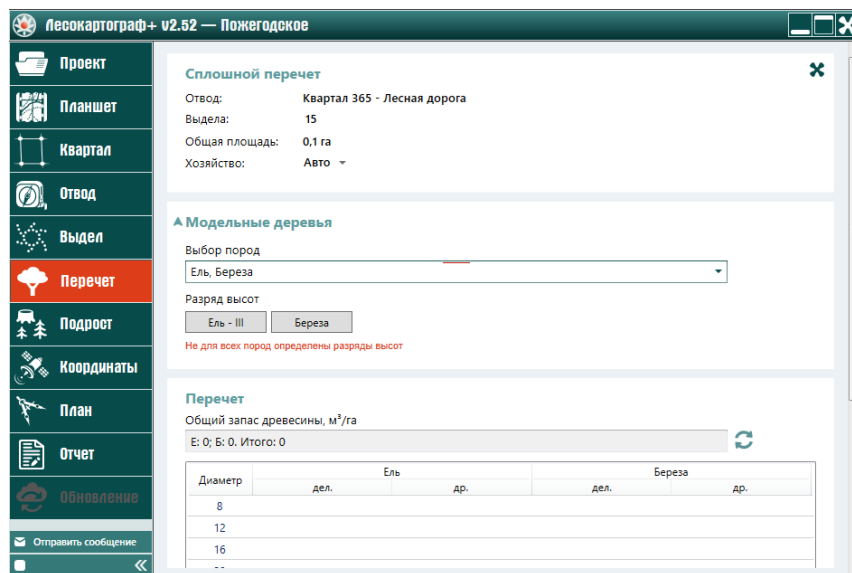 Лесокартограф+ v2.52 — Пожегодское
Проект
Планшет
Квартал
Отвод
Выдел
Перечет
Подрост
Координаты
План
Отчет
Обновление
Отправить сообщение
Сплошной перечет
Отвод: Квартал 365 - Лесная дорога
Выдела: 15
Общая площадь: 0,1 га
Хозяйство: Авто
Модельные деревья
Выбор пород
Ель, Береза
Разряд высот
Ель - III Береза
Не для всех пород определены разряды высот
Перечет
Общий запас древесины, м³/га
Е: 0; Б: 0. Итого: 0
Диаметр Ель Береза
дел. др. дел. др.
8
12
16